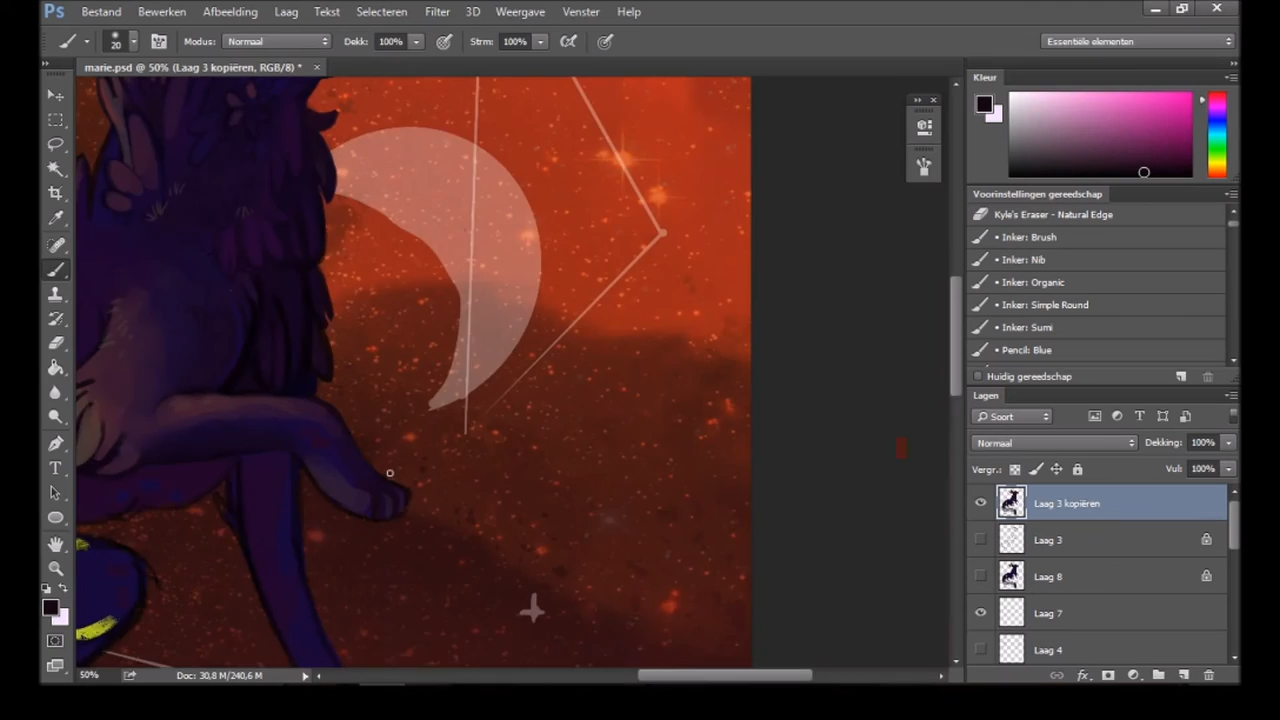 Ps Bestand Bewerken Afbeelding Laag Tekst Selecteren Filter 3D Weergave Venster Help
20 Modus: Normaal Dekk: 100% Strm: 100% Essentiële elementen
marie.psd @ 50% (Laag 3 kopiëren, RGB/8) * ×
Kleur
Voorinstellingen gereedschap
Kyle's Eraser - Natural Edge
• Inker: Brush
• Inker: Nib
• Inker: Organic
• Inker: Simple Round
• Inker: Sumi
• Pencil: Blue
Huidig gereedschap
Lagen
Soort
Normaal Dekking: 100%
Vergr.: Vul: 100%
Laag 3 kopiëren
Laag 3
Laag 8
Laag 7
Laag 4
50% Doc: 30,8 M/240,6 M
fx